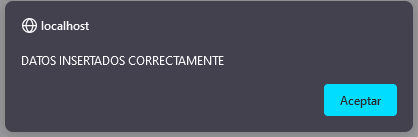 localhost
DATOS INSERTADOS CORRECTAMENTE
Aceptar